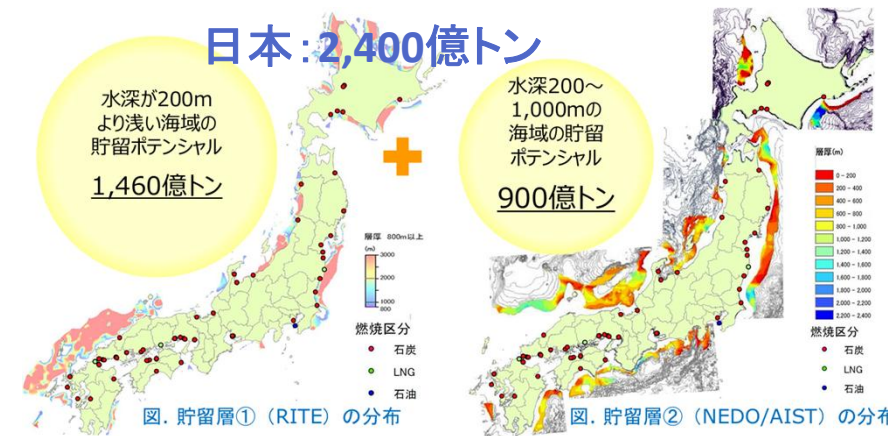 日本：2,400億トン
水深が200m
より浅い海域の
貯留ポテンシャル
1,460億トン
層厚 800m以上
(m)
3000
2000
1000
800
燃焼区分
石炭
LNG
石油
図. 貯留層①（RITE）の分布
水深200～
1,000mの
海域の貯留
ポテンシャル
900億トン
層厚(m)
0 - 200
200 - 400
400 - 600
600 - 800
800 - 1,000
1,000 - 1,200
1,200 - 1,400
1,400 - 1,600
1,600 - 1,800
1,800 - 2,000
2,000 - 2,200
2,200 - 2,400
燃焼区分
石炭
LNG
石油
図. 貯留層②（NEDO/AIST）の分布